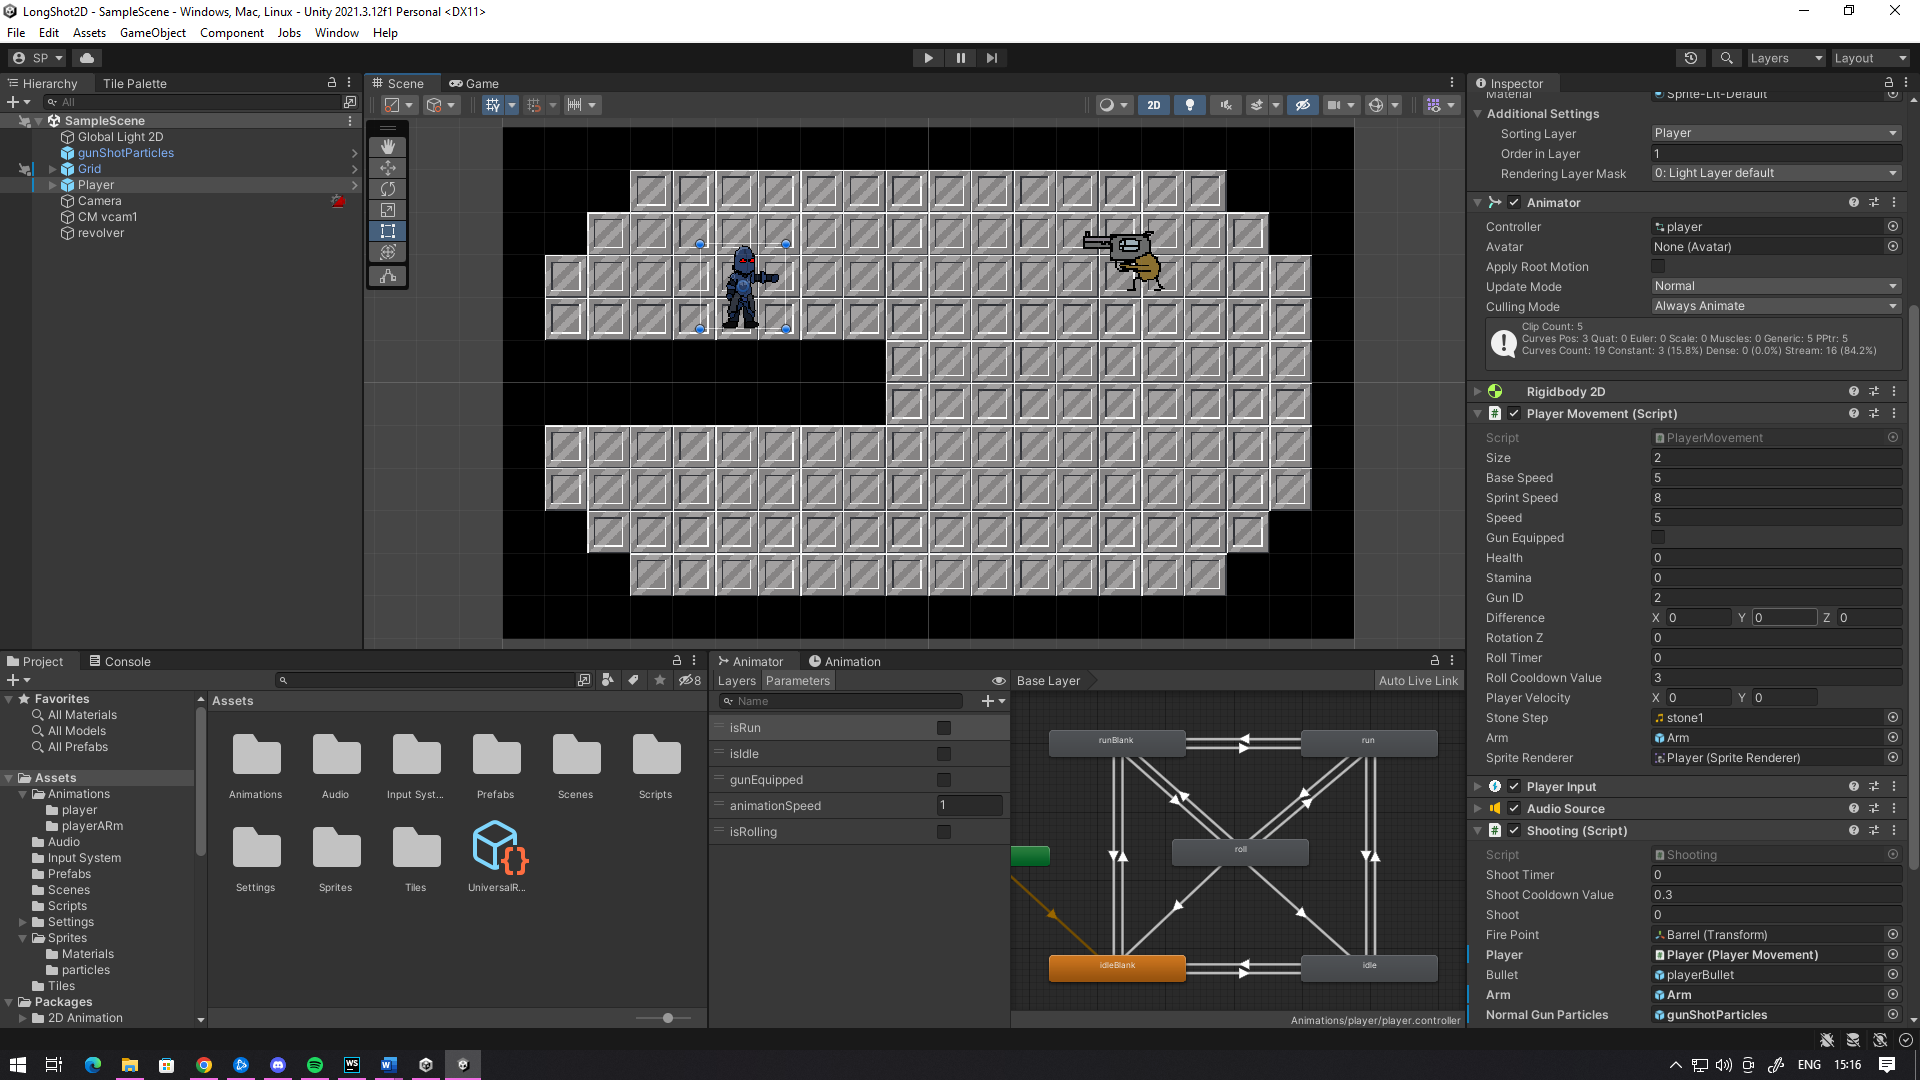 LongShot2D - SampleScene - Windows, Mac, Linux - Unity 2021.3.12f1 Personal <DX11>
File Edit Assets GameObject Component Jobs Window Help
SP Layers Layout
Hierarchy Tile Palette
All
SampleScene
Global Light 2D
gunShotParticles
Grid
Player
Camera
CM vcam1
revolver
Scene Game
2D
Inspector
Material Sprite-Lit-Default
Additional Settings
Sorting Layer Player
Order in Layer 1
Rendering Layer Mask 0: Light Layer default
Animator
Controller player
Avatar None (Avatar)
Apply Root Motion
Update Mode Normal
Culling Mode Always Animate
Clip Count: 5
Curves Pos: 3 Quat: 0 Euler: 0 Scale: 0 Muscles: 0 Generic: 5 PPtr: 5
Curves Count: 19 Constant: 3 (15.8%) Dense: 0 (0.0%) Stream: 16 (84.2%)
Rigidbody 2D
Player Movement (Script)
Script PlayerMovement
Size 2
Base Speed 5
Sprint Speed 8
Speed 5
Gun Equipped
Health 0
Stamina 0
Gun ID 2
Difference X 0 Y 0 Z 0
Rotation Z 0
Roll Timer 0
Roll Cooldown Value 3
Player Velocity X 0 Y 0
Stone Step stone1
Arm Arm
Sprite Renderer Player (Sprite Renderer)
Player Input
Audio Source
Shooting (Script)
Script Shooting
Shoot Timer 0
Shoot Cooldown Value 0.3
Shoot 0
Fire Point Barrel (Transform)
Player Player (Player Movement)
Bullet playerBullet
Arm Arm
Normal Gun Particles gunShotParticles
Project Console
8
Favorites
All Materials
All Models
All Prefabs
Assets
Animations
player
playerARm
Audio
Input System
Prefabs
Scenes
Scripts
Settings
Sprites
Materials
particles
Tiles
Packages
2D Animation
Assets
Animations Audio Input Syst... Prefabs Scenes Scripts
Settings Sprites Tiles UniversalR...
Animator Animation
Layers Parameters Base Layer Auto Live Link
Name
isRun
isIdle
gunEquipped
animationSpeed 1
isRolling
runBlank run
roll
idleBlank idle
Animations/player/player.controller
ENG 15:16